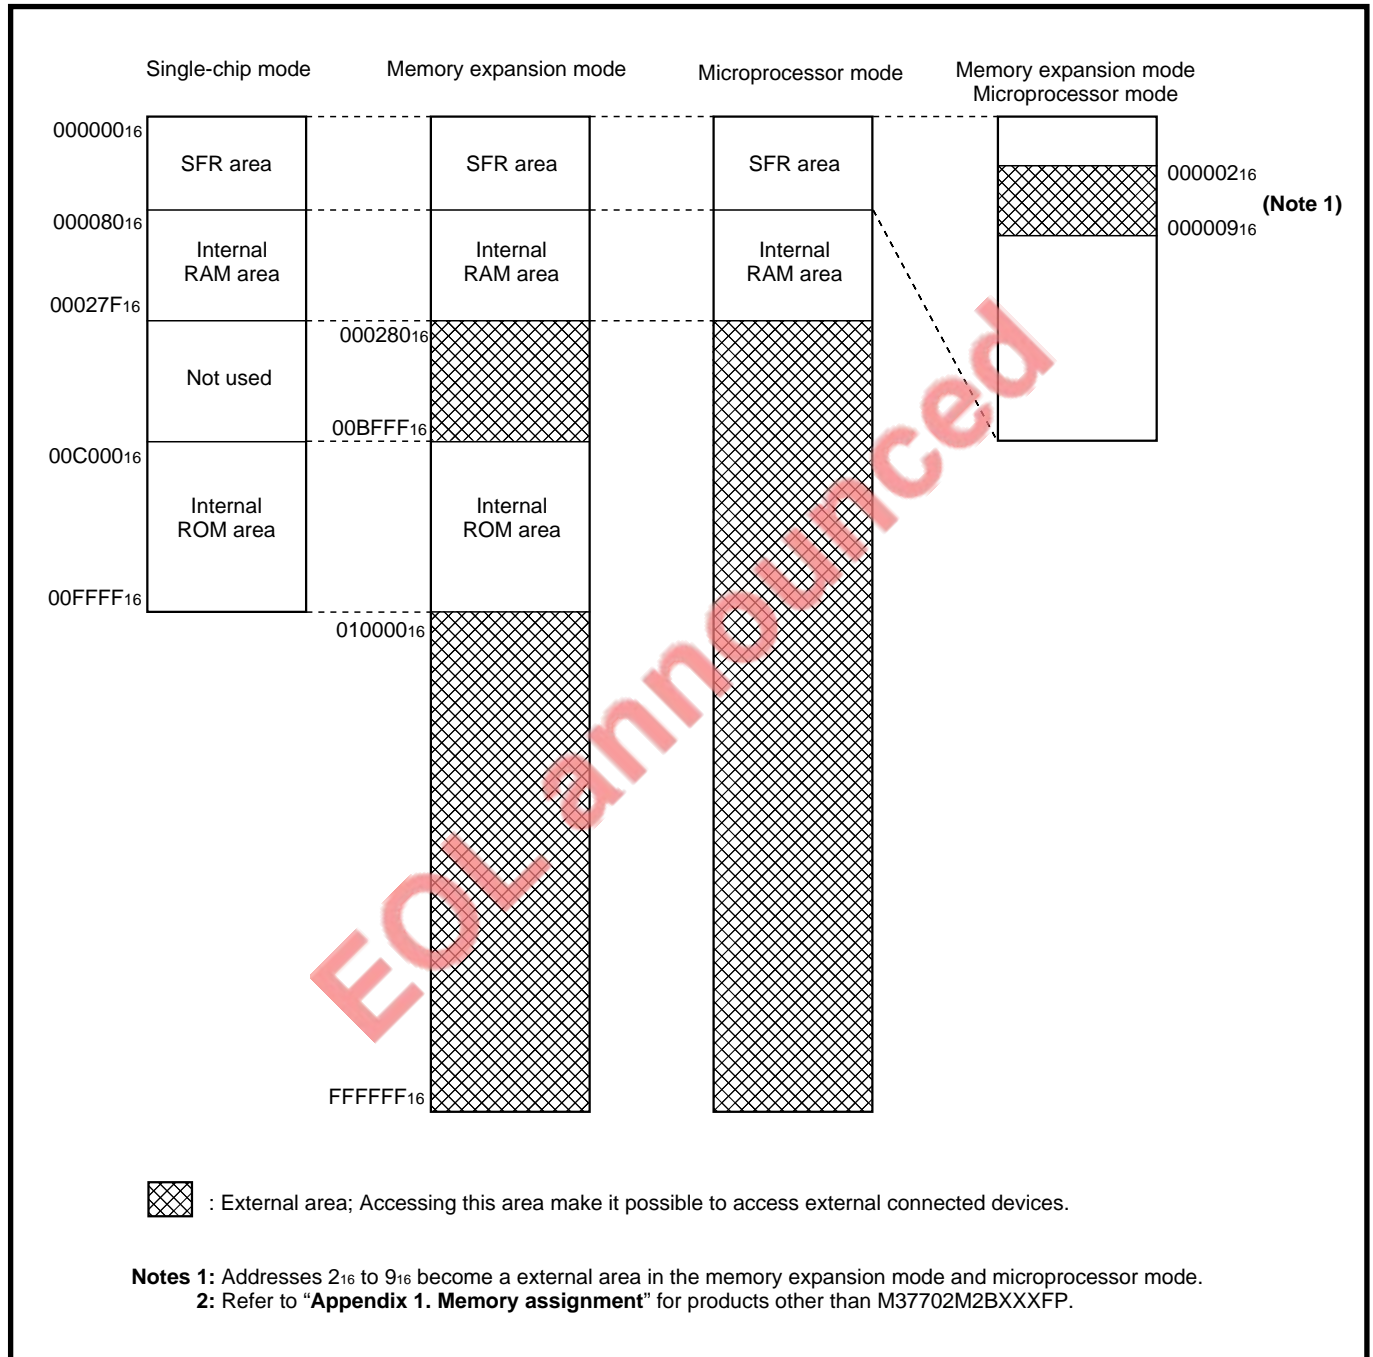 Single-chip mode
Memory expansion mode
Microprocessor mode
Memory expansion mode
Microprocessor mode
000000₁₆
SFR area
SFR area
SFR area
000002₁₆
(Note 1)
000009₁₆
000080₁₆
Internal
RAM area
Internal
RAM area
Internal
RAM area
00027F₁₆
000280₁₆
Not used
00BFFF₁₆
00C000₁₆
Internal
ROM area
Internal
ROM area
00FFFF₁₆
010000₁₆
EOL announced
FFFFFF₁₆
: External area; Accessing this area make it possible to access external connected devices.
Notes 1: Addresses 2₁₆ to 9₁₆ become a external area in the memory expansion mode and microprocessor mode.
2: Refer to “Appendix 1. Memory assignment” for products other than M37702M2BXXXFP.